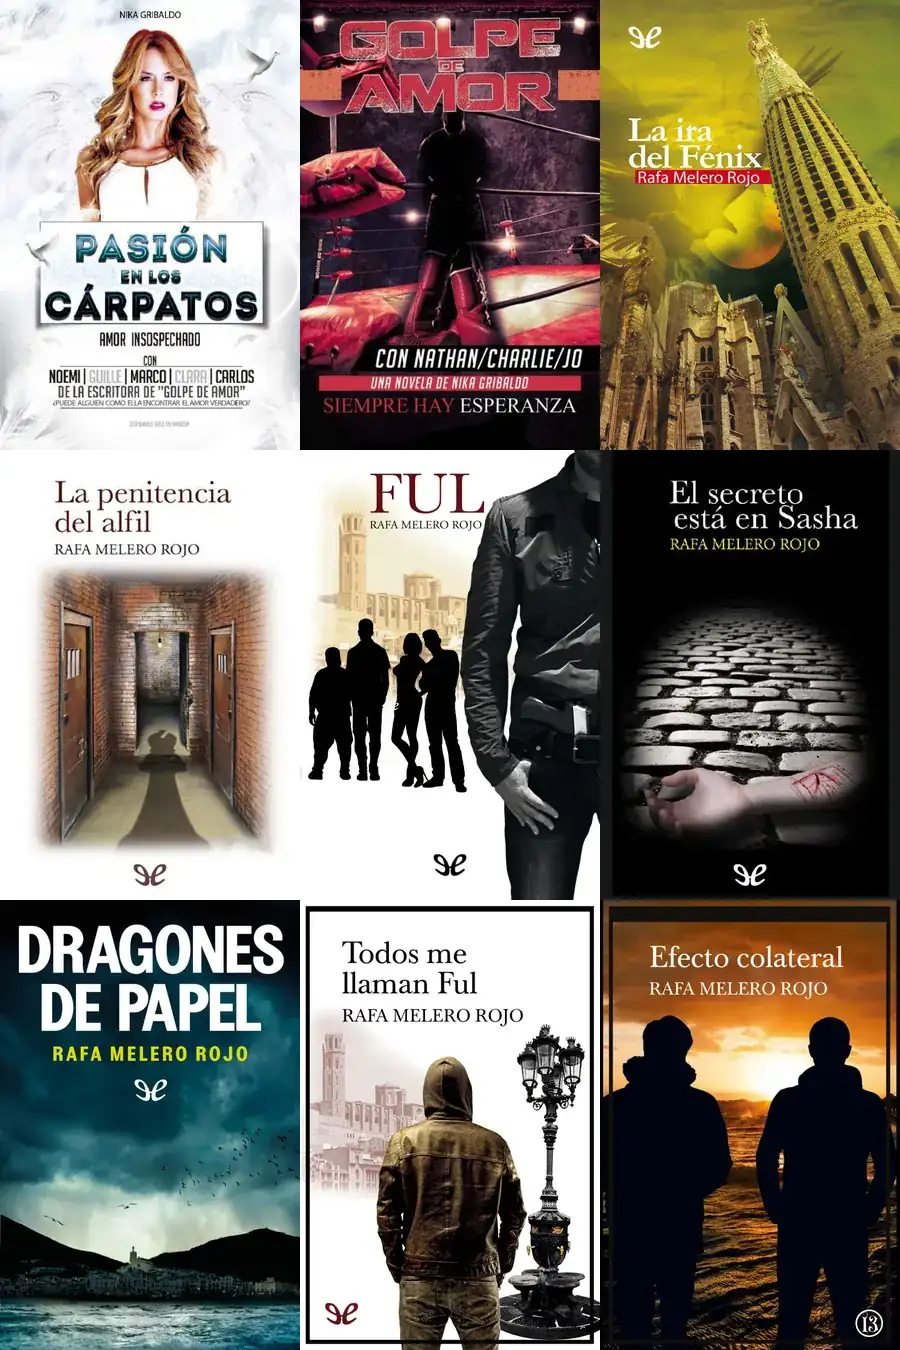 NIKA GRIBALDO
PASIÓN
EN LOS
CÁRPATOS
AMOR INSOSPECHADO
CON
NOEMI| GUILLE| MARCO| CLARA| CARLOS
DE LA ESCRITORA DE "GOLPE DE AMOR"
¿PUEDE ALGUIEN COMO ELLA ENCONTRAR EL AMOR VERDADERO?
GOLPE
DE
AMOR
CON NATHAN/CHARLIE/JO
UNA NOVELA DE NIKA GRIBALDO
SIEMPRE HAY ESPERANZA
La ira
del Fénix
Rafa Melero Rojo
La penitencia
del alfil
RAFA MELERO ROJO
FUL
RAFA MELERO ROJO
El secreto
está en Sasha
RAFA MELERO ROJO
DRAGONES
DE PAPEL
RAFA MELERO ROJO
Todos me
llaman Ful
RAFA MELERO ROJO
Efecto colateral
RAFA MELERO ROJO
13